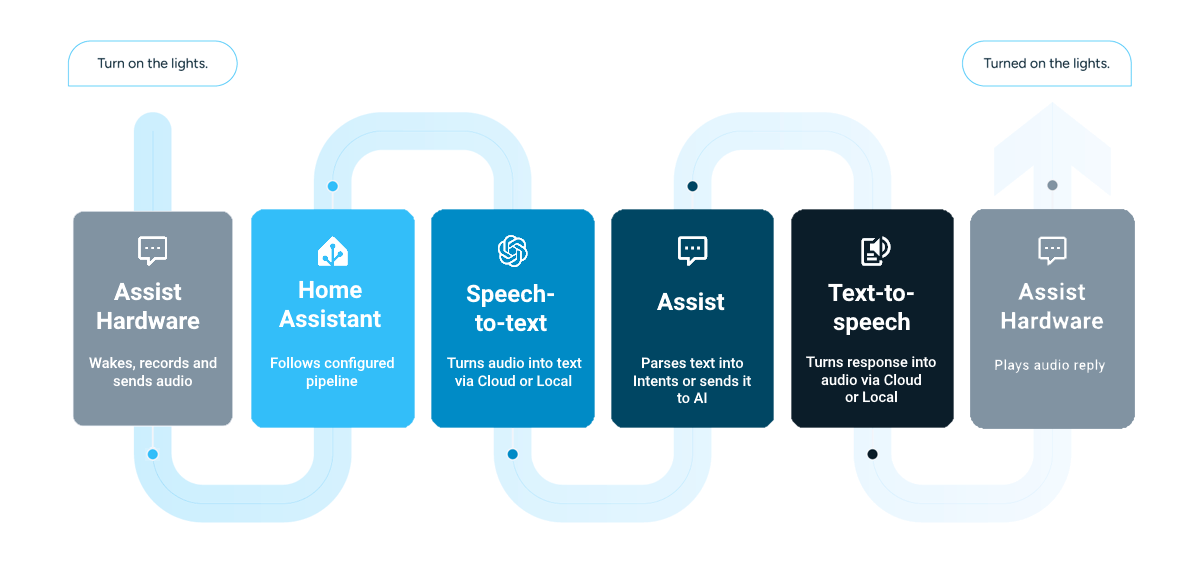 Turn on the lights.
Turned on the lights.
Assist
Hardware
Wakes, records and
sends audio
Home
Assistant
Follows configured
pipeline
Speech-
to-text
Turns audio into text
via Cloud or Local
Assist
Parses text into
Intents or sends it
to AI
Text-to-
speech
Turns response into
audio via Cloud
or Local
Assist
Hardware
Plays audio reply